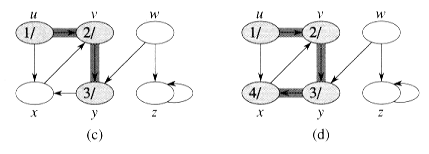 u v w u v w
1/ 2/ 1/ 2/
3/ 4/ 3/
x y z x y z
(c) (d)